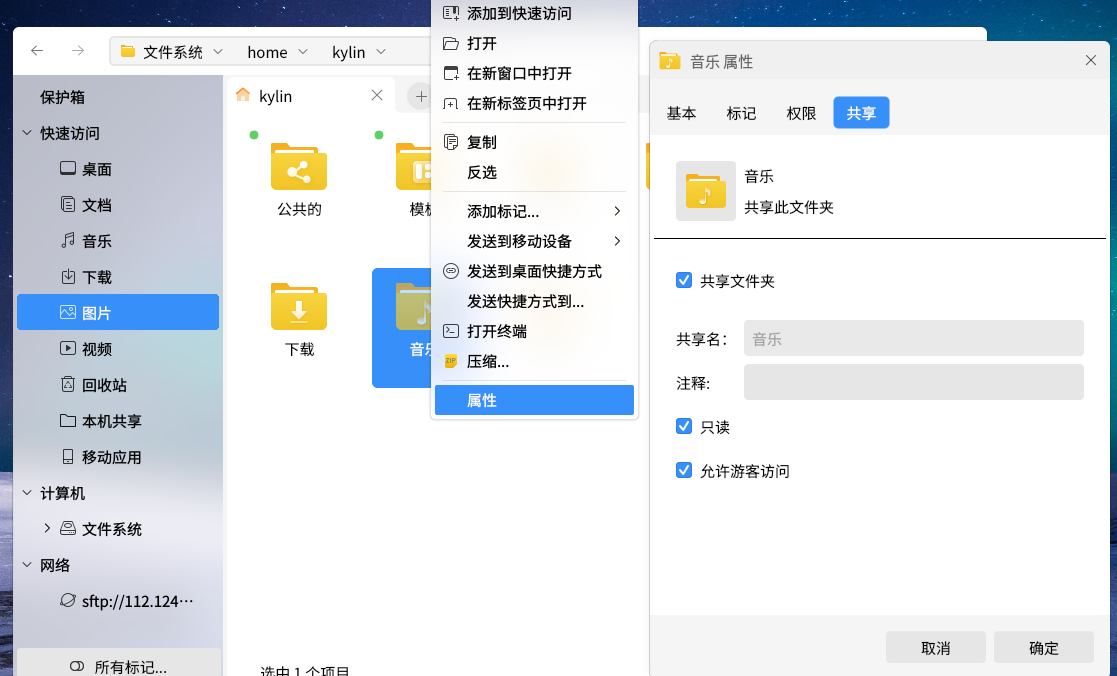 文件系统
home
kylin
保护箱
快速访问
桌面
文档
音乐
下载
图片
视频
回收站
本机共享
移动应用
计算机
文件系统
网络
sftp://112.124···
所有标记...
kylin
公共的
下载
选中 1 个项目
添加到快速访问
打开
在新窗口中打开
在新标签页中打开
复制
反选
添加标记...
发送到移动设备
发送到桌面快捷方式
发送快捷方式到...
打开终端
ZIP
压缩...
属性
音乐 属性
基本
标记
权限
共享
音乐
共享此文件夹
共享文件夹
共享名：
音乐
注释:
只读
允许游客访问
取消
确定